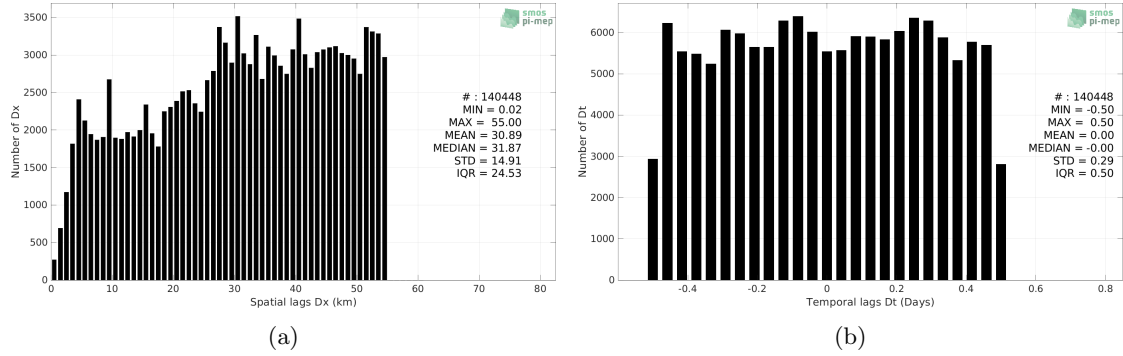 smos
pi-mep
3500
3000
2500
2000
1500
1000
500
0
Number of Dx
# : 140448
MIN = 0.02
MAX = 55.00
MEAN = 30.89
MEDIAN = 31.87
STD = 14.91
IQR = 24.53
0 10 20 30 40 50 60 70 80
Spatial lags Dx (km)
(a)
smos
pi-mep
6000
5000
4000
3000
2000
1000
0
Number of Dt
# : 140448
MIN = -0.50
MAX = 0.50
MEAN = 0.00
MEDIAN = -0.00
STD = 0.29
IQR = 0.50
-0.4 -0.2 0 0.2 0.4 0.6 0.8
Temporal lags Dt (Days)
(b)